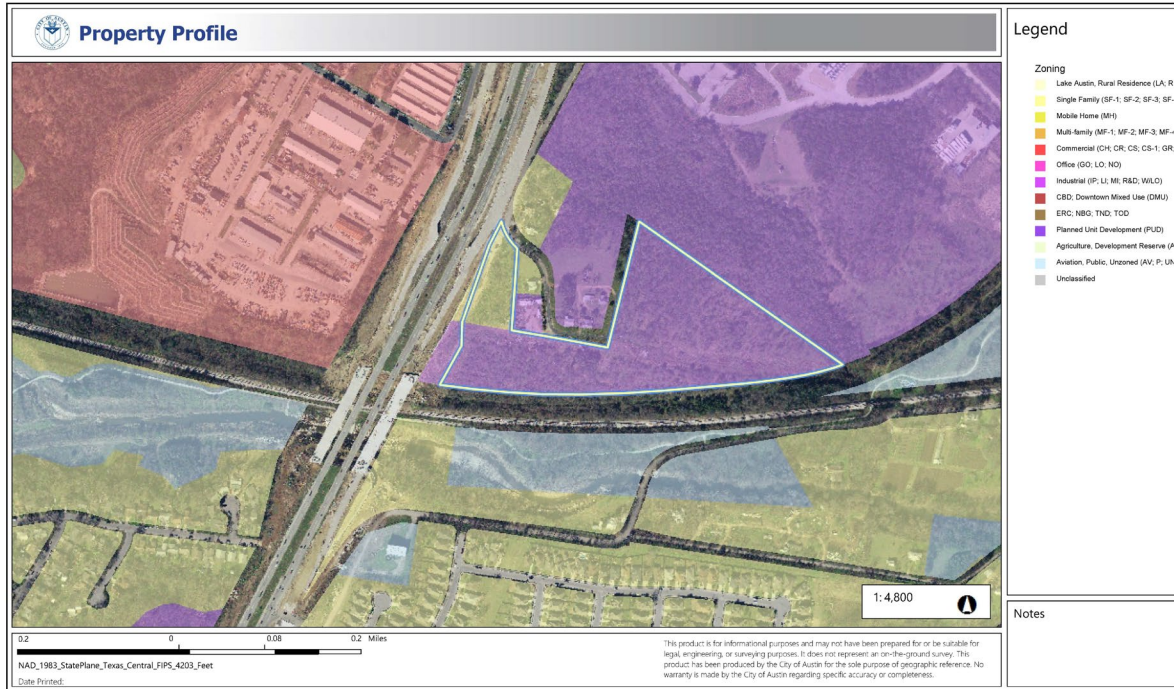 Property Profile
Legend
Zoning
Lake Austin, Rural Residence (LA; R
Single Family (SF-1; SF-2; SF-3; SF-
Mobile Home (MH)
Multi-family (MF-1; MF-2; MF-3; MF-
Commercial (CH; CR; CS; CS-1; GR;
Office (GO; LO; NO)
Industrial (IP; LI; MI; R&D; W/LO)
CBD; Downtown Mixed Use (DMU)
ERC; NBG; TND; TOD
Planned Unit Development (PUD)
Agriculture, Development Reserve (A
Aviation, Public, Unzoned (AV; P; UN
Unclassified
1: 4,800
Notes
0.2 0 0.08 0.2 Miles
NAD_1983_StatePlane_Texas_Central_FIPS_4203_Feet
Date Printed:
This product is for informational purposes and may not have been prepared for or be suitable for
legal, engineering, or surveying purposes. It does not represent an on-the-ground survey. This
product has been produced by the City of Austin for the sole purpose of geographic reference. No
warranty is made by the City of Austin regarding specific accuracy or completeness.